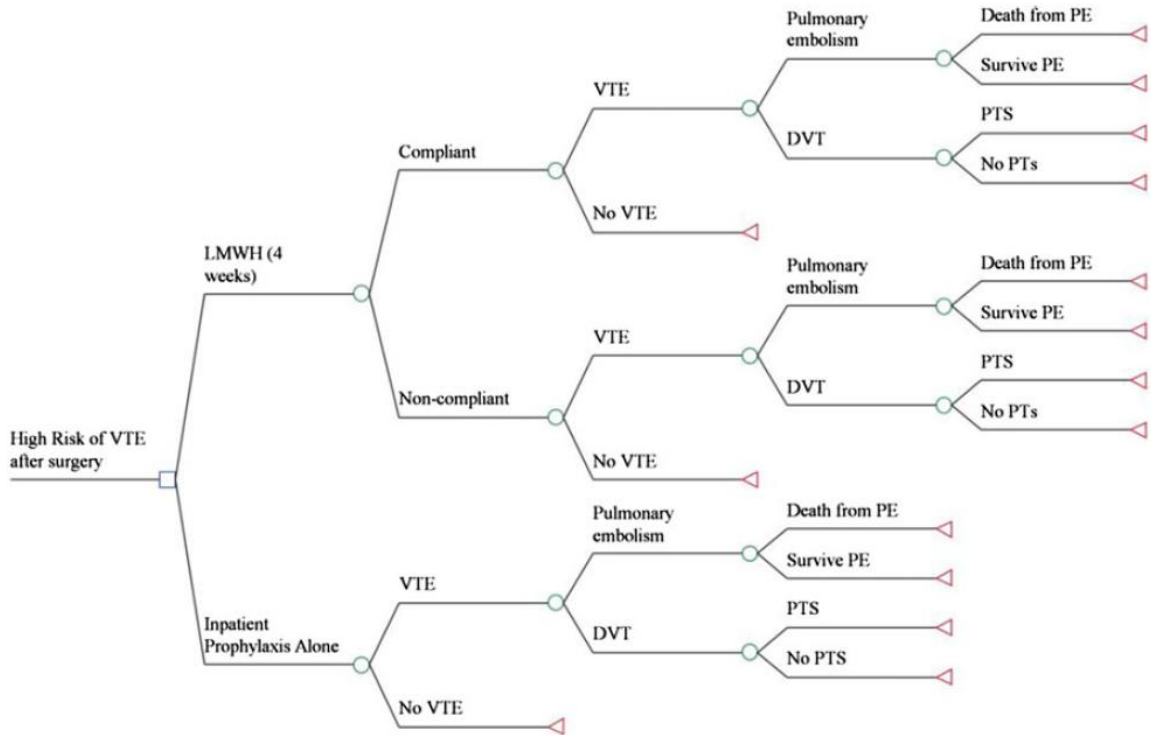 Pulmonary
embolism
Death from PE
Survive PE
VTE
DVT
PTS
No PTs
Compliant
No VTE
LMWH (4
weeks)
Pulmonary
embolism
Death from PE
Survive PE
VTE
DVT
PTS
No PTs
Non-compliant
No VTE
High Risk of VTE
after surgery
Pulmonary
embolism
Death from PE
Survive PE
VTE
DVT
PTS
No PTS
Inpatient
Prophylaxis Alone
No VTE